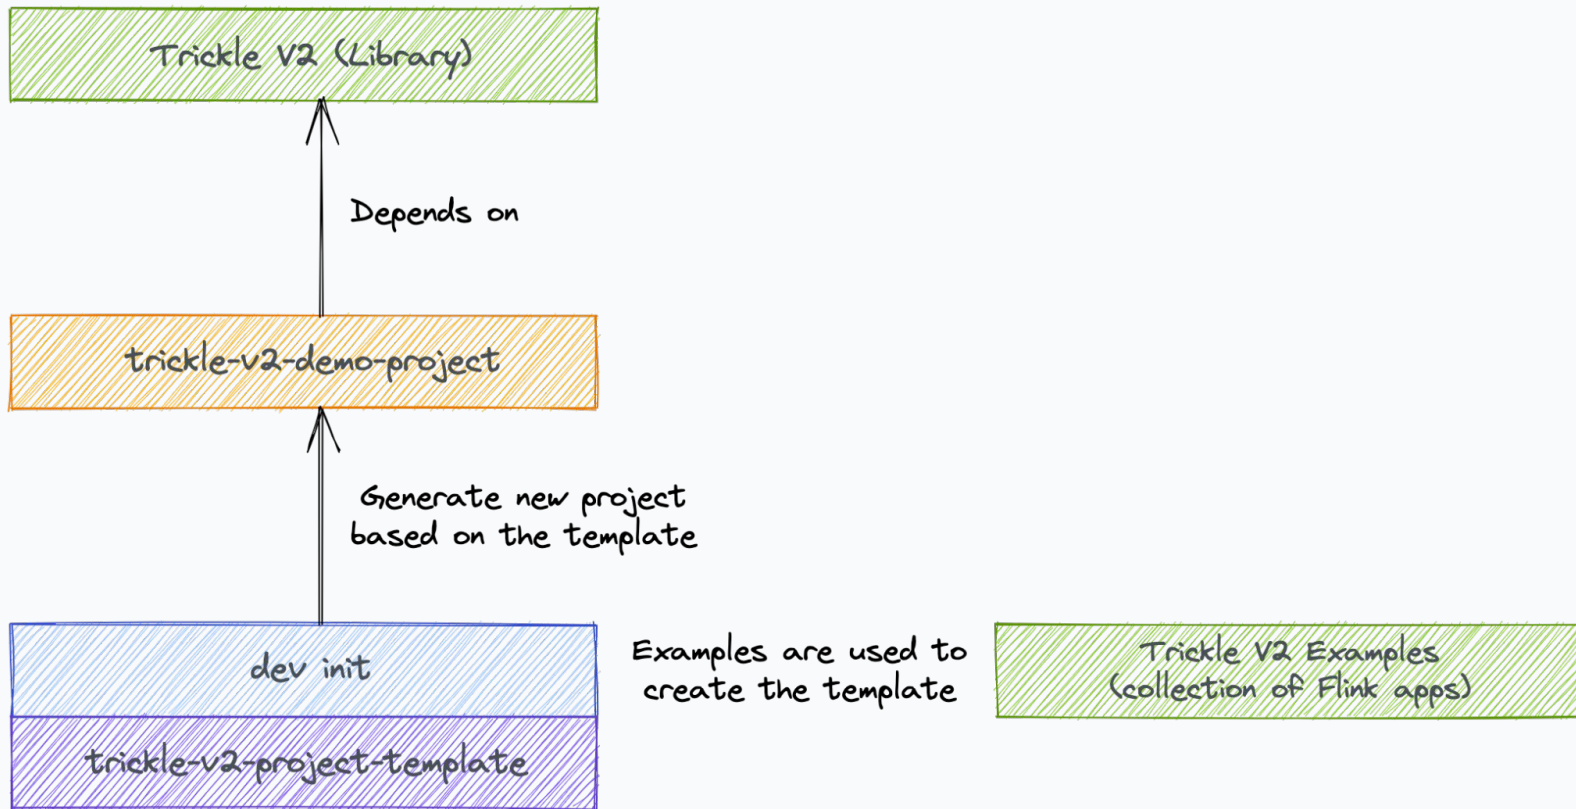 Trickle V2 (Library)
Depends on
trickle-v2-demo-project
Generate new project
based on the template
dev init
Examples are used to
create the template
Trickle V2 Examples
(collection of Flink apps)
trickle-v2-project-template